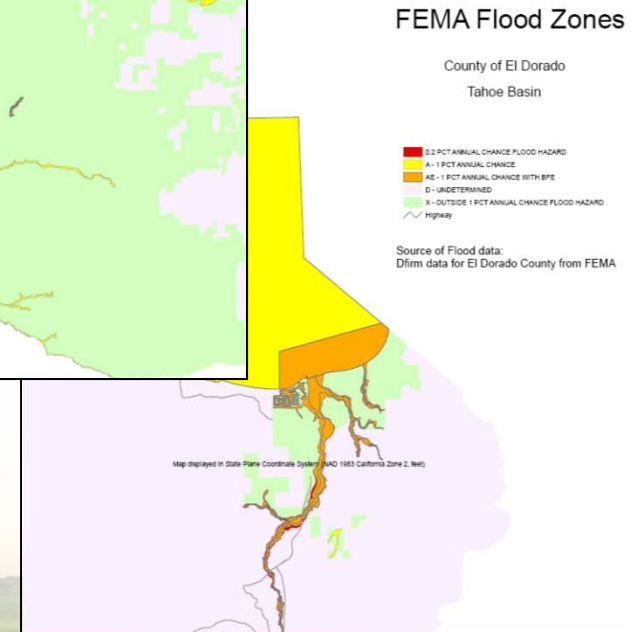 FEMA Flood Zones
County of El Dorado
Tahoe Basin
0.2 PCT ANNUAL CHANCE FLOOD HAZARD
A - 1 PCT ANNUAL CHANCE
AE - 1 PCT ANNUAL CHANCE WITH BFE
D - UNDETERMINED
X - OUTSIDE 1 PCT ANNUAL CHANCE FLOOD HAZARD
Highway
Source of Flood data:
Dfirm data for El Dorado County from FEMA
Map displayed in State Plane Coordinate System (NAD 1983 California Zone 2, feet)